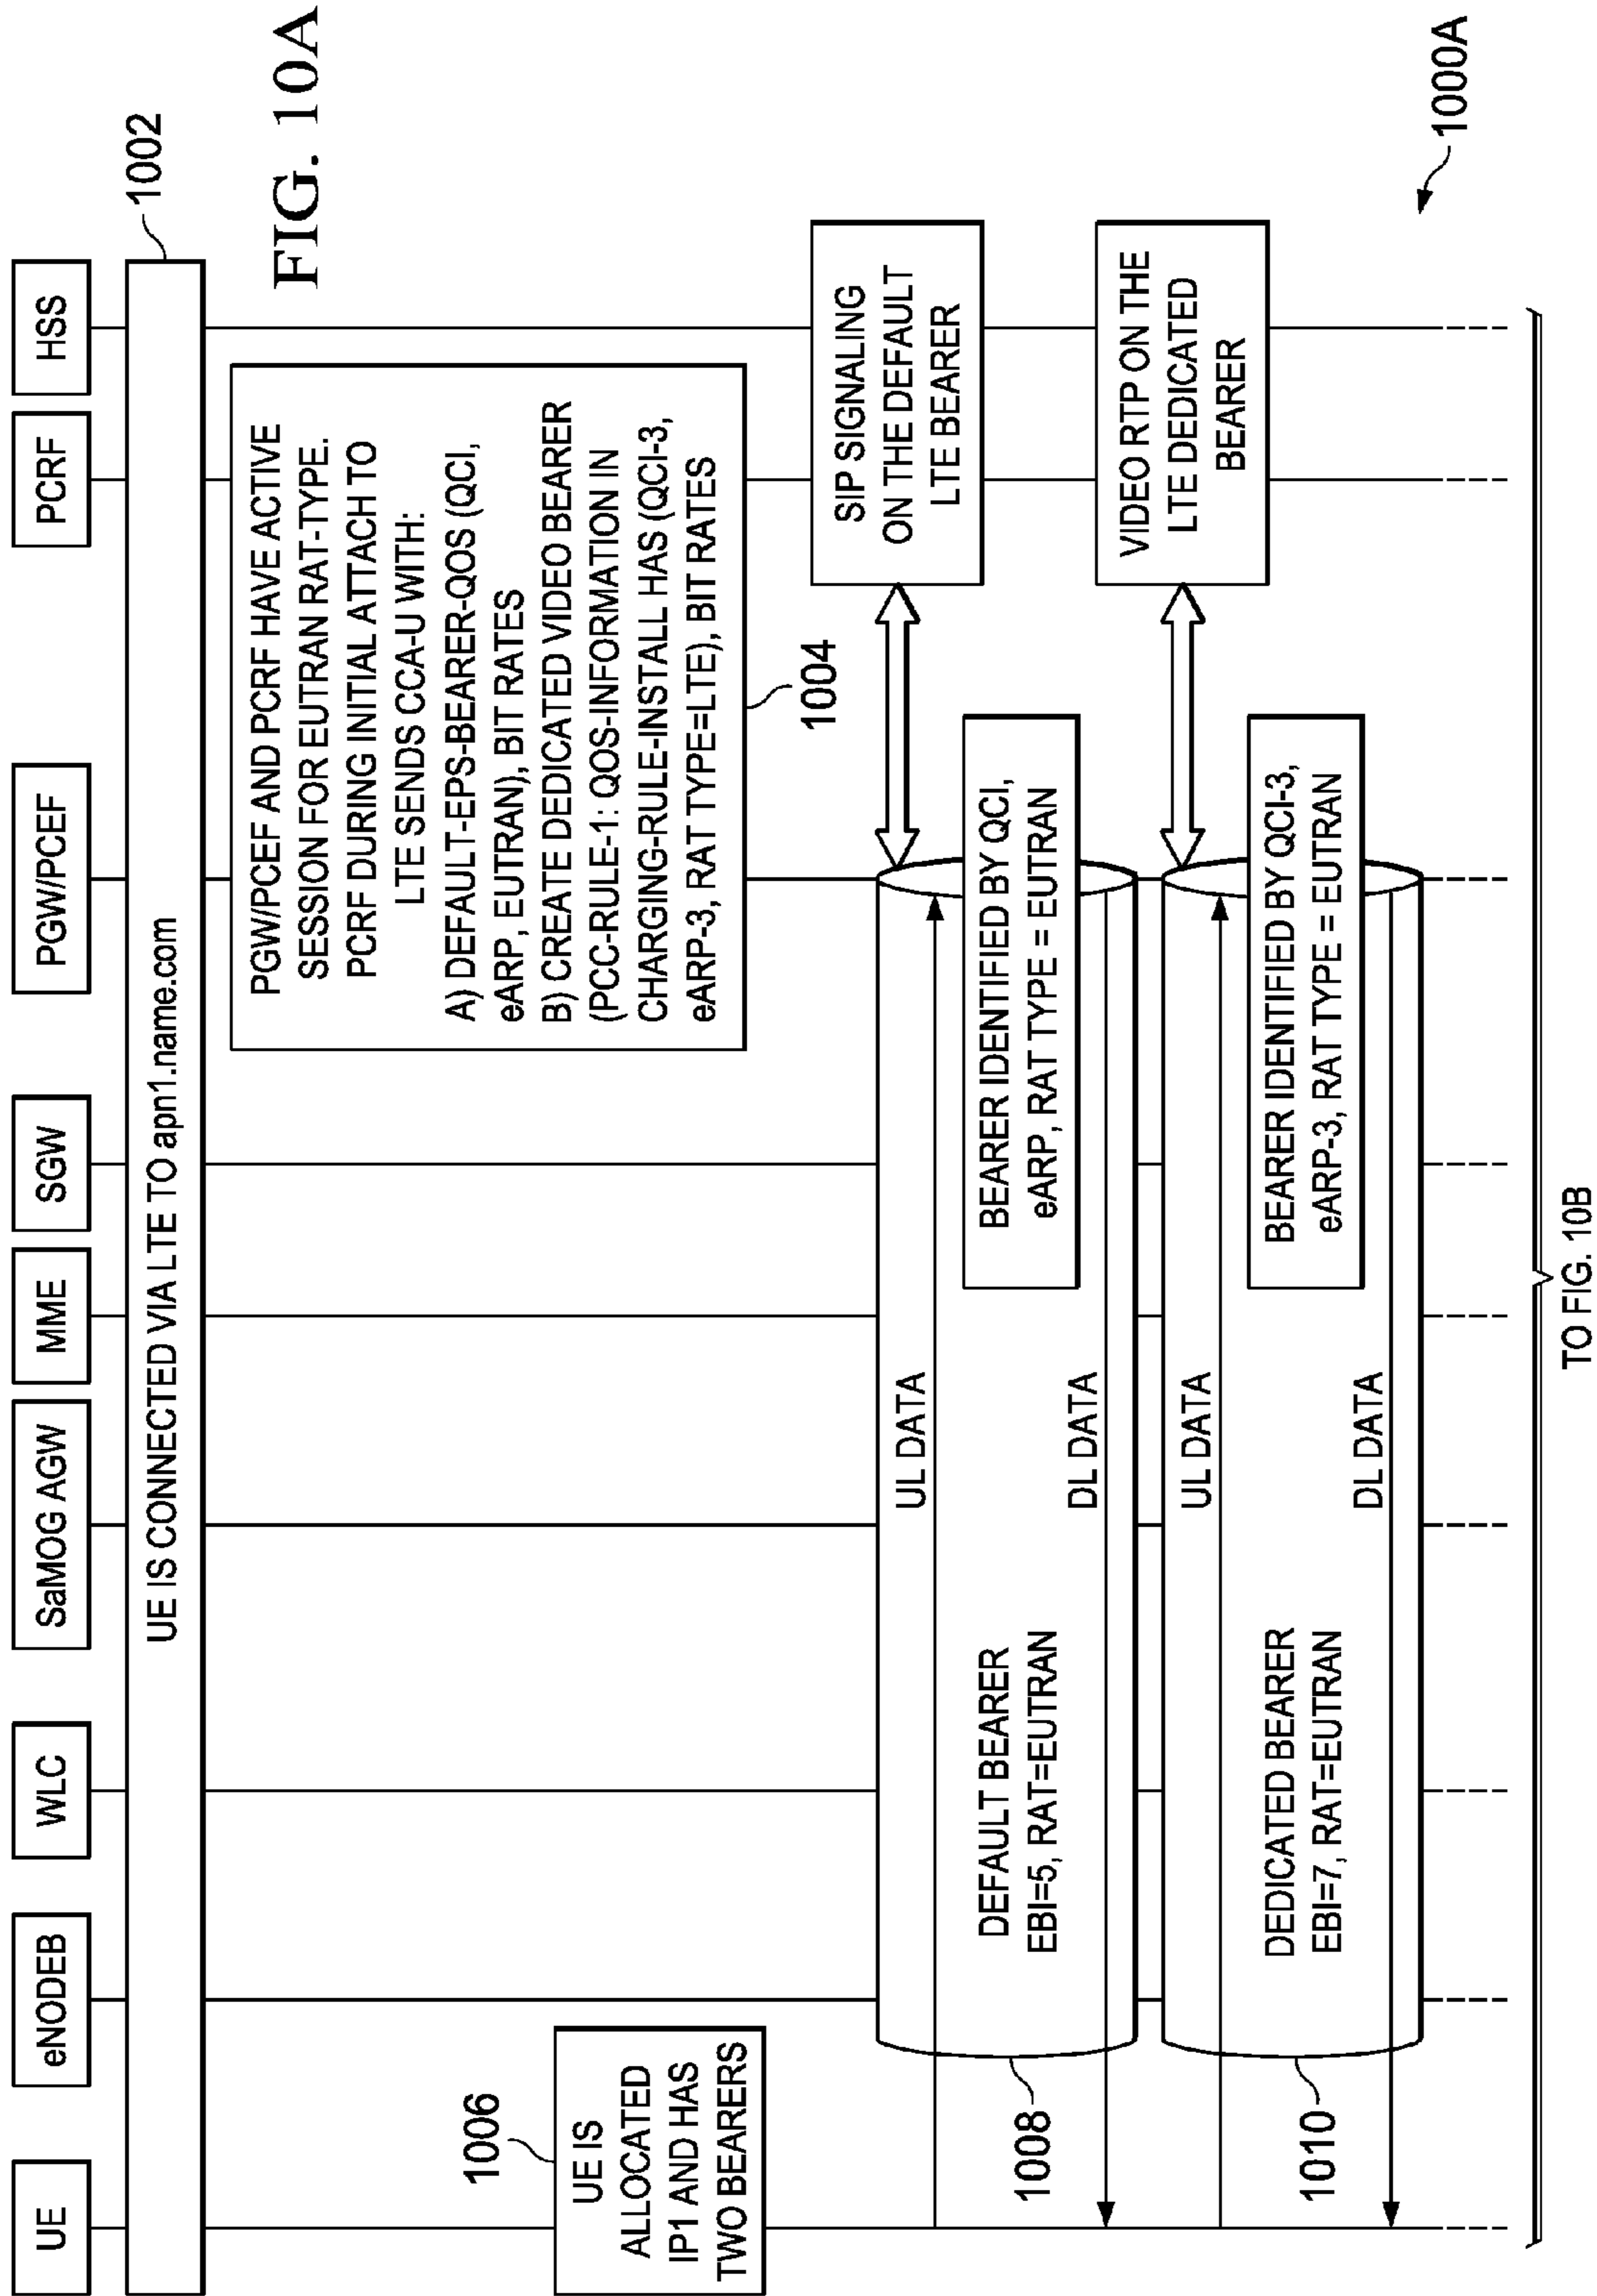 UE
eNODEB
WLC
SaMOG AGW
MME
SGW
PGW/PCEF
PCRF
HSS
UE IS CONNECTED VIA LTE TO apn1.name.com
1002
FIG. 10A
PGW/PCEF AND PCRF HAVE ACTIVE
SESSION FOR EUTRAN RAT-TYPE.
PCRF DURING INITIAL ATTACH TO
LTE SENDS CCA-U WITH:
A) DEFAULT-EPS-BEARER-QOS (QCI,
eARP, EUTRAN), BIT RATES
B) CREATE DEDICATED VIDEO BEARER
(PCC-RULE-1: QOS-INFORMATION IN
CHARGING-RULE-INSTALL HAS (QCI-3,
eARP-3, RAT TYPE=LTE), BIT RATES
1004
1006
UE IS
ALLOCATED
IP1 AND HAS
TWO BEARERS
SIP SIGNALING
ON THE DEFAULT
LTE BEARER
UL DATA
DEFAULT BEARER
EBI=5, RAT=EUTRAN
BEARER IDENTIFIED BY QCI,
eARP, RAT TYPE = EUTRAN
DL DATA
1008
VIDEO RTP ON THE
LTE DEDICATED
BEARER
UL DATA
DEDICATED BEARER
EBI=7, RAT=EUTRAN
BEARER IDENTIFIED BY QCI-3,
eARP-3, RAT TYPE = EUTRAN
DL DATA
1010
1000A
TO FIG. 10B